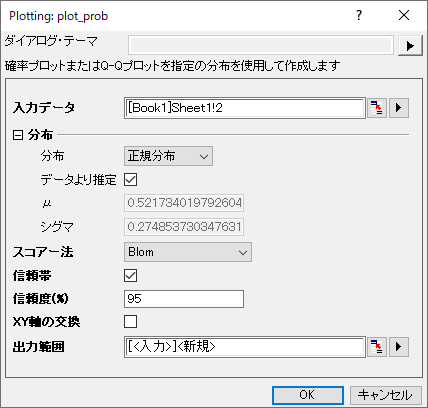 Plotting: plot_prob
ダイアログ・テーマ
確率プロットまたはQ-Qプロットを指定の分布を使用して作成します
入力データ [Book1]Sheet1!2
分布
分布 正規分布
データより推定
μ 0.521734019792604
シグマ 0.274853730347631
スコアー法 Blom
信頼帯
信頼度(%) 95
XY軸の交換
出力範囲 [<入力>]<新規>
OK キャンセル